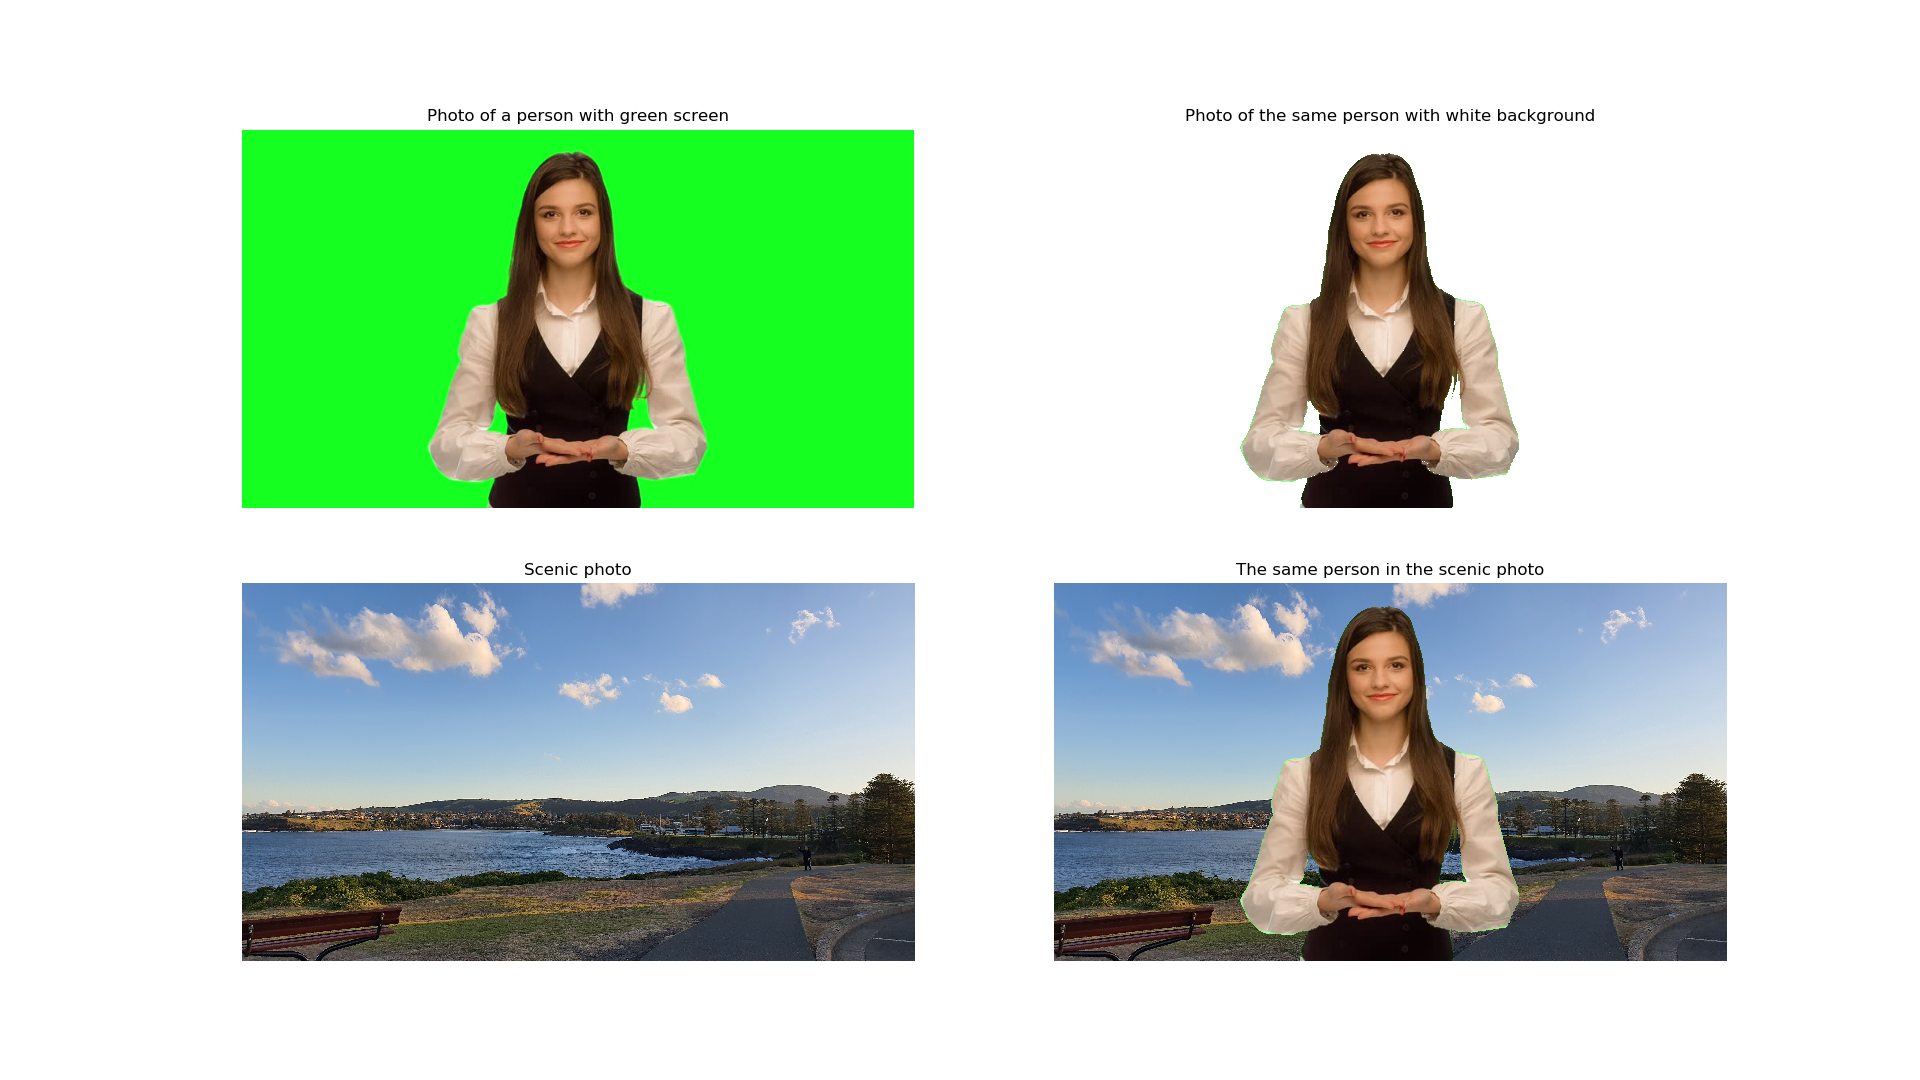 Photo of a person with green screen
Photo of the same person with white background
Scenic photo
The same person in the scenic photo